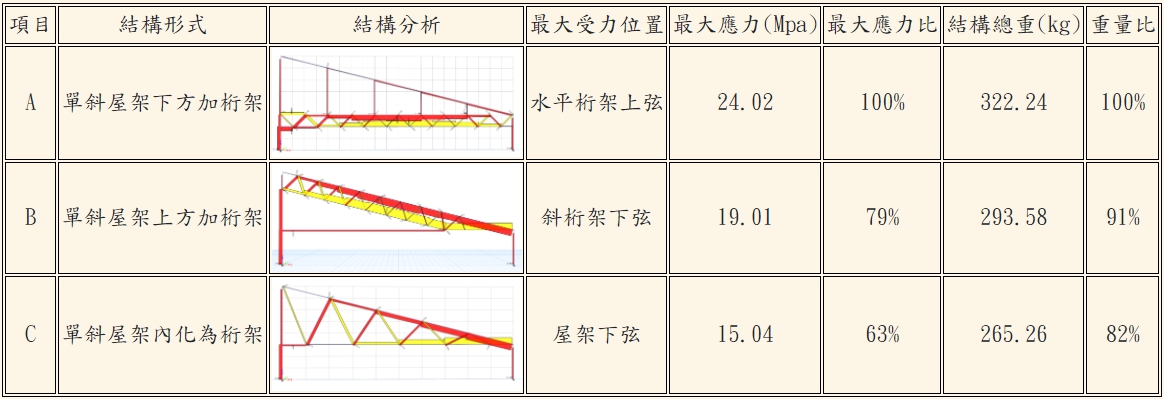 項目 結構形式 結構分析 最大受力位置 最大應力(Mpa) 最大應力比 結構總重(kg) 重量比
A 單斜屋架下方加桁架 水平桁架上弦 24.02 100% 322.24 100%
B 單斜屋架上方加桁架 斜桁架下弦 19.01 79% 293.58 91%
C 單斜屋架內化為桁架 屋架下弦 15.04 63% 265.26 82%